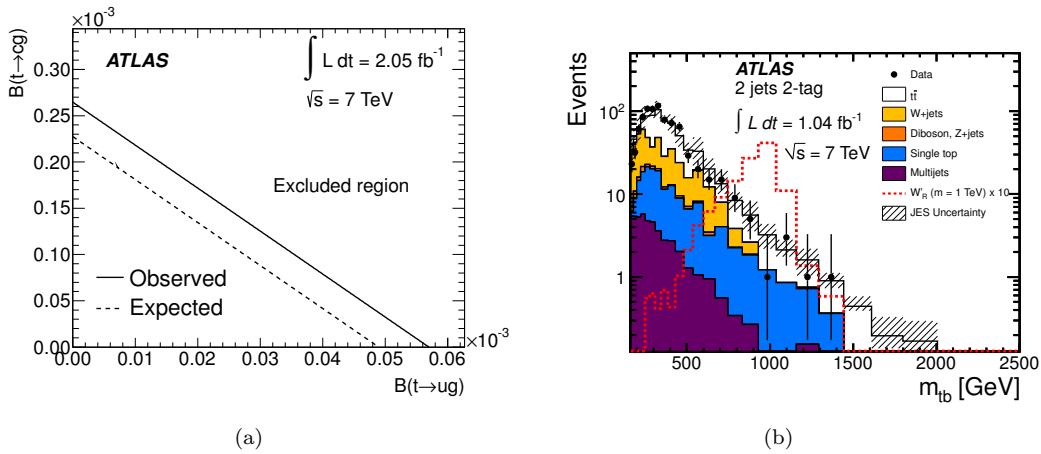 ×10⁻³
B(t→cg)
0.30
0.25
0.20
0.15
0.10
0.05
0.00
ATLAS
∫ L dt = 2.05 fb⁻¹
√s = 7 TeV
Excluded region
Observed
Expected
0.00 0.01 0.02 0.03 0.04 0.05 0.06
×10⁻³
B(t→ug)
(a)
Events
10²
10
1
ATLAS
2 jets 2-tag
∫ L dt = 1.04 fb⁻¹
√s = 7 TeV
Data
tt̄
W+jets
Diboson, Z+jets
Single top
Multijets
W'R (m = 1 TeV) x 10
JES Uncertainty
500 1000 1500 2000 2500
mtb [GeV]
(b)